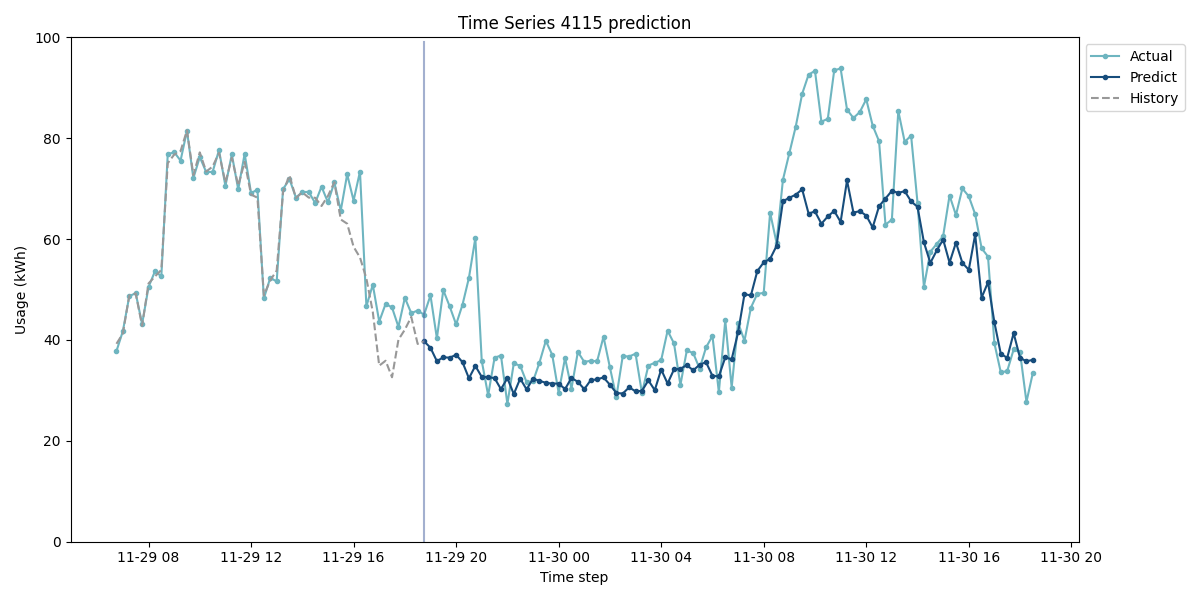 Time Series 4115 prediction
Usage (kWh)
100
80
60
40
20
0
11-29 08
11-29 12
11-29 16
11-29 20
11-30 00
11-30 04
11-30 08
11-30 12
11-30 16
11-30 20
Time step
Actual
Predict
History